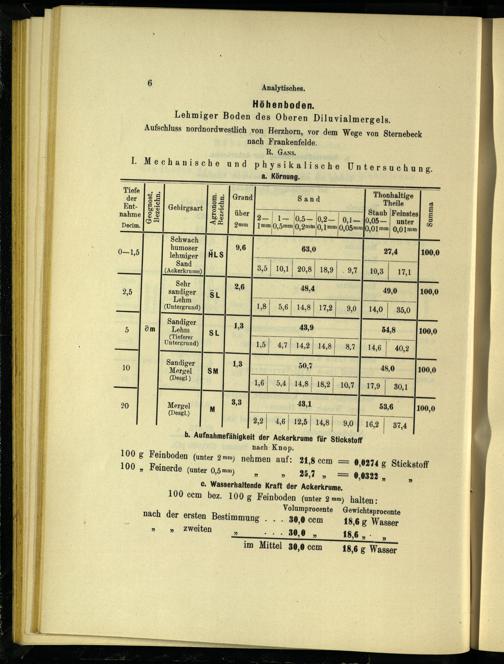 6
Analytisches.
Höhenboden.
Lehmiger Boden des Oberen Diluvialmergels.
Aufschluss nordnordwestlich von Herzhorn, vor dem Wege von Sternebeck
nach Frankenfelde.
R. Gans.
I. Mechanische und physikalische Untersuchung.
a. Körnung.
Tiefe der Entnahme Decim. | Geognost. Bezeichn. | Gebirgsart | Agronom. Bezeichn. | Grand über 2mm | Sand | Thonhaltige Theile | Summa
2—1mm | 1—0,5mm | 0,5—0,2mm | 0,2—0,1mm | 0,1—0,05mm | Staub 0,05—0,01mm | Feinstes unter 0,01mm
0—1,5 | Schwach humoser lehmiger Sand (Ackerkrume) | H̆LS | 9,6 | 63,0 | 27,4 | 100,0
3,5 | 10,1 | 20,8 | 18,9 | 9,7 | 10,3 | 17,1
2,5 | Sehr sandiger Lehm (Untergrund) | S̄L | 2,6 | 48,4 | 49,0 | 100,0
1,8 | 5,6 | 14,8 | 17,2 | 9,0 | 14,0 | 35,0
5 | ∂m | Sandiger Lehm (Tieferer Untergrund) | SL | 1,3 | 43,9 | 54,8 | 100,0
1,5 | 4,7 | 14,2 | 14,8 | 8,7 | 14,6 | 40,2
10 | Sandiger Mergel (Desgl.) | SM | 1,3 | 50,7 | 48,0 | 100,0
1,6 | 5,4 | 14,8 | 18,2 | 10,7 | 17,9 | 30,1
20 | Mergel (Desgl.) | M | 3,3 | 43,1 | 53,6 | 100,0
2,2 | 4,6 | 12,5 | 14,8 | 9,0 | 16,2 | 37,4
b. Aufnahmefähigkeit der Ackerkrume für Stickstoff
nach Knop.
100 g Feinboden (unter 2mm) nehmen auf: 21,8 ccm = 0,0274 g Stickstoff
100 „ Feinerde (unter 0,5mm) „ „ 25,7 „ = 0,0322 „ „
c. Wasserhaltende Kraft der Ackerkrume.
100 ccm bez. 100 g Feinboden (unter 2mm) halten:
Volumprocente Gewichtsprocente
nach der ersten Bestimmung . . . 30,0 ccm 18,6 g Wasser
„ „ zweiten „ . . . 30,0 „ 18,6 „ „
im Mittel 30,0 ccm 18,6 g Wasser